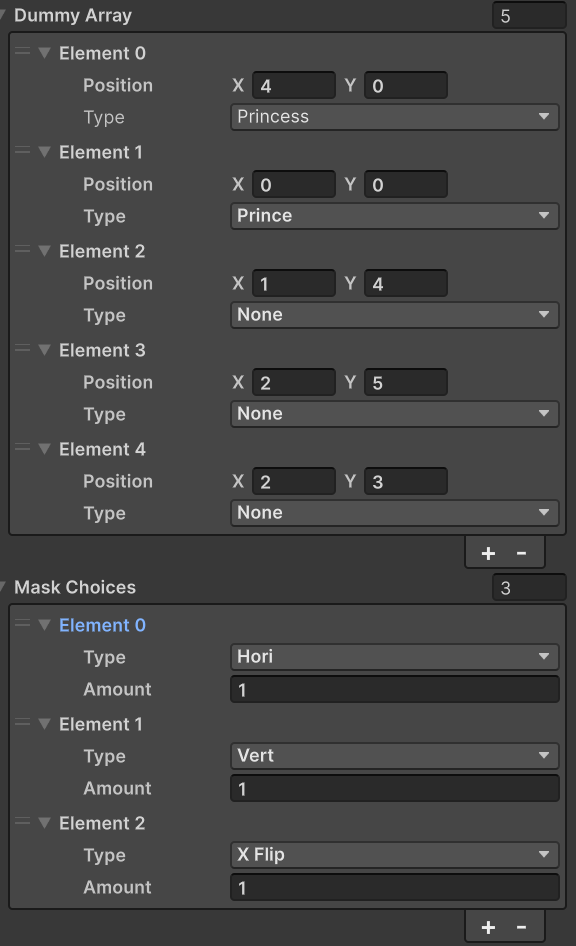 Dummy Array 5
Element 0
Position X 4 Y 0
Type Princess
Element 1
Position X 0 Y 0
Type Prince
Element 2
Position X 1 Y 4
Type None
Element 3
Position X 2 Y 5
Type None
Element 4
Position X 2 Y 3
Type None
+ -
Mask Choices 3
Element 0
Type Hori
Amount 1
Element 1
Type Vert
Amount 1
Element 2
Type X Flip
Amount 1
+ -